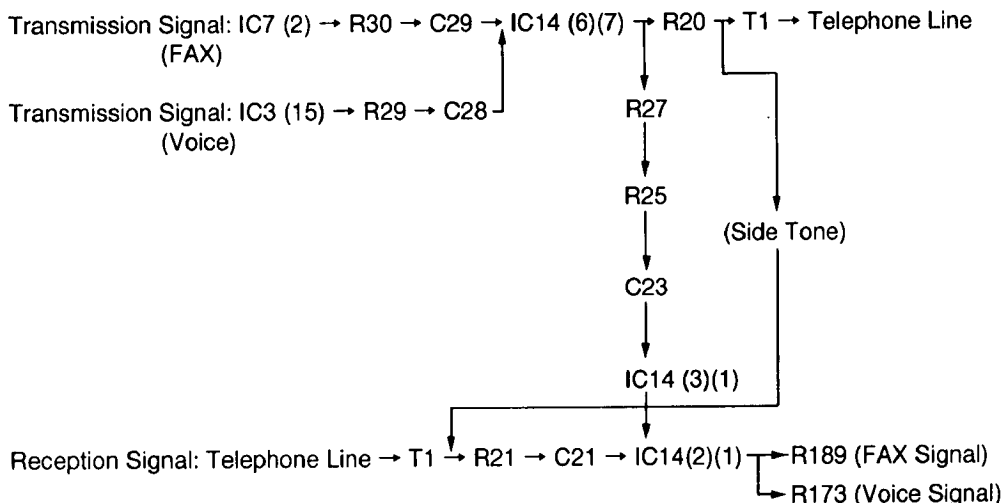 Transmission Signal: IC7 (2) → R30 → C29 → IC14 (6)(7) → R20 → T1 → Telephone Line
(FAX)
Transmission Signal: IC3 (15) → R29 → C28
(Voice)
R27
R25
(Side Tone)
C23
IC14 (3)(1)
Reception Signal: Telephone Line → T1 → R21 → C21 → IC14(2)(1) → R189 (FAX Signal)
R173 (Voice Signal)